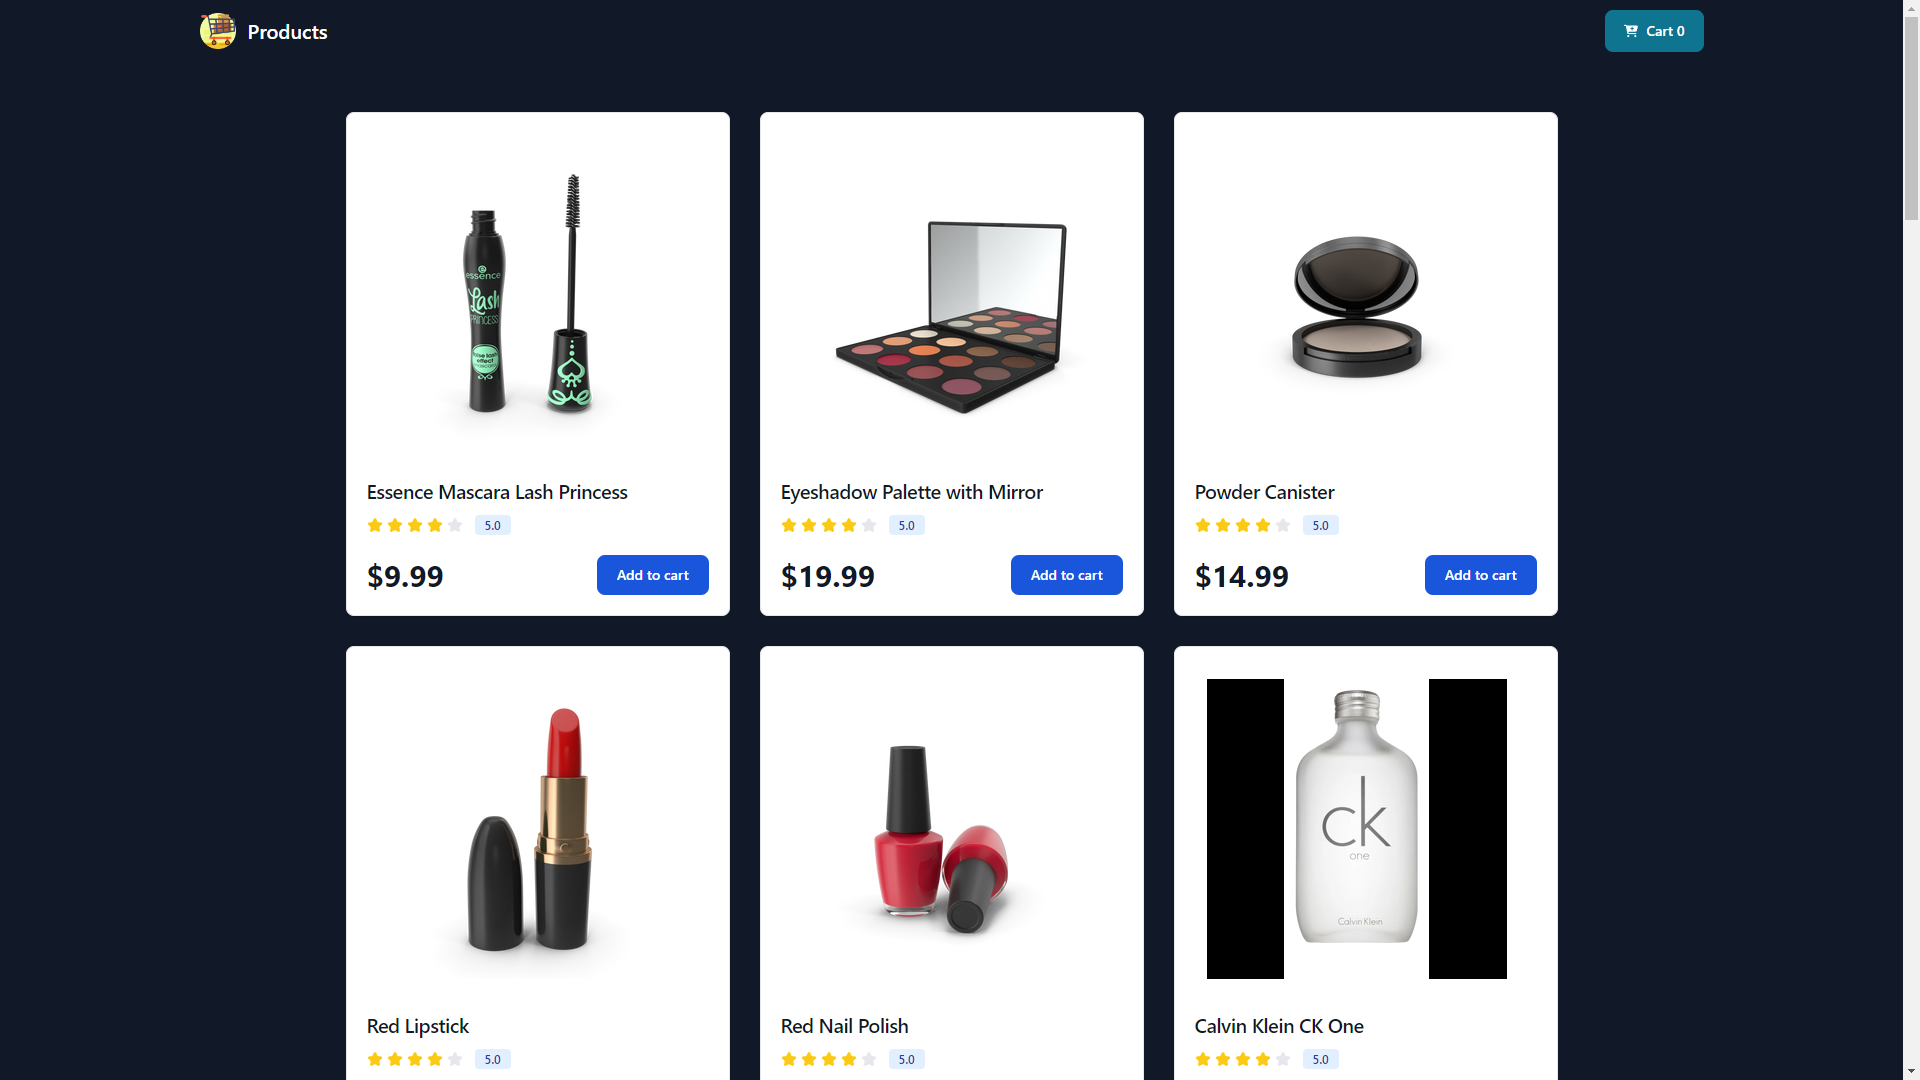 Products
Cart 0
essence
Lash
PRINCESS
false lash
effect
mascara
Essence Mascara Lash Princess
5.0
$9.99
Add to cart
Eyeshadow Palette with Mirror
5.0
$19.99
Add to cart
Powder Canister
5.0
$14.99
Add to cart
Red Lipstick
5.0
Red Nail Polish
5.0
ck
one
Calvin Klein
Calvin Klein CK One
5.0